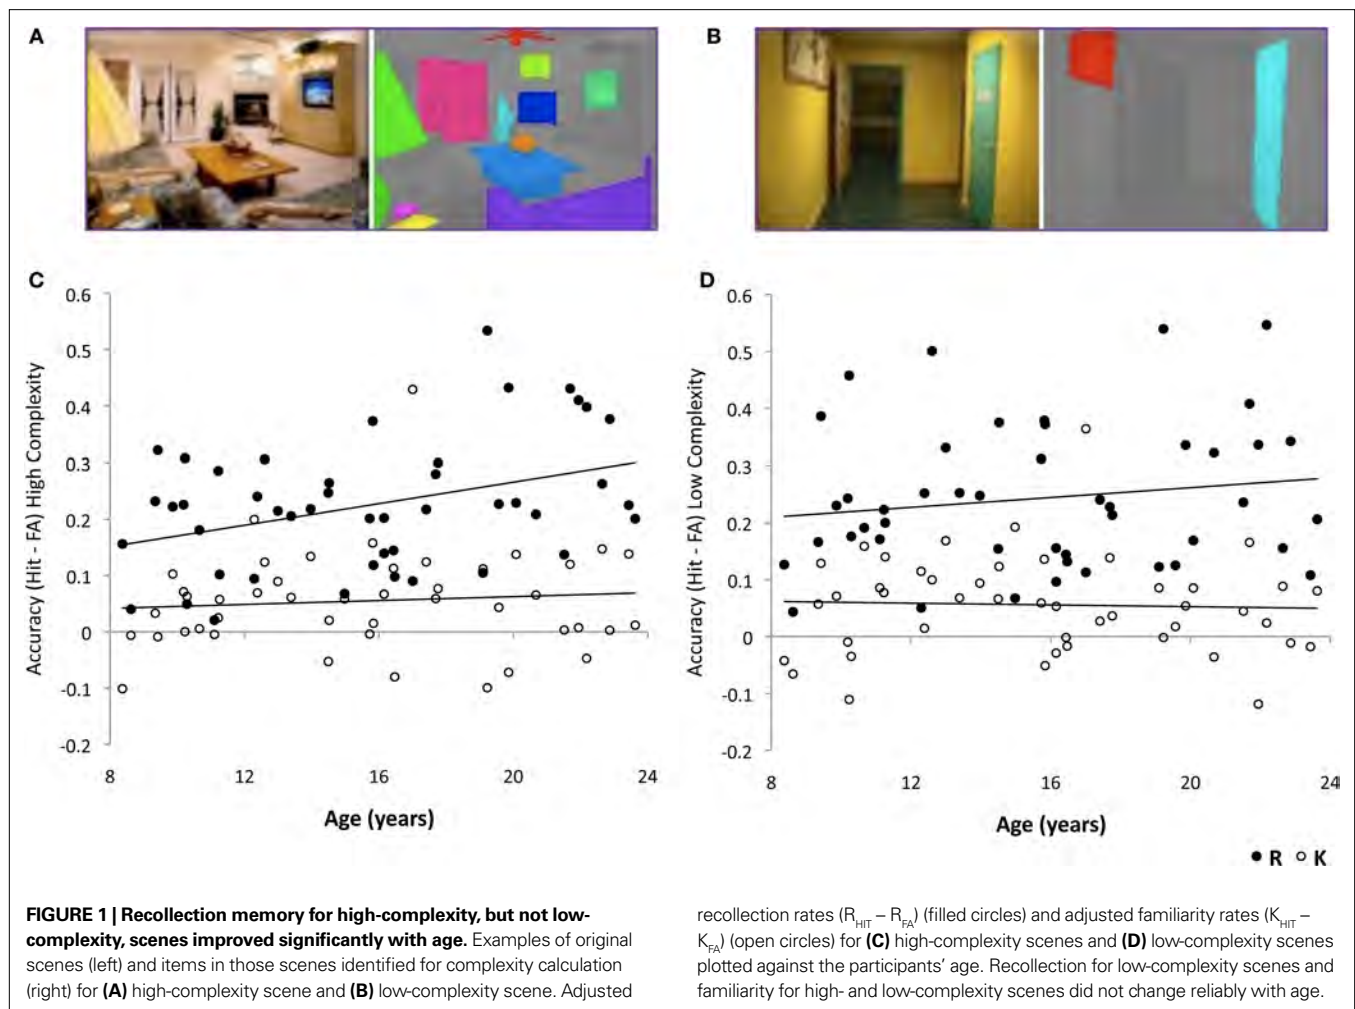 A
B
C
0.6
0.5
0.4
0.3
0.2
0.1
0
-0.1
-0.2
Accuracy (Hit - FA) High Complexity
8 12 16 20 24
Age (years)
D
0.6
0.5
0.4
0.3
0.2
0.1
0
-0.1
-0.2
Accuracy (Hit - FA) Low Complexity
8 12 16 20 24
Age (years)
R K
FIGURE 1 | Recollection memory for high-complexity, but not low-
complexity, scenes improved significantly with age. Examples of original
scenes (left) and items in those scenes identified for complexity calculation
(right) for (A) high-complexity scene and (B) low-complexity scene. Adjusted
recollection rates (R_HIT – R_FA) (filled circles) and adjusted familiarity rates (K_HIT –
K_FA) (open circles) for (C) high-complexity scenes and (D) low-complexity scenes
plotted against the participants' age. Recollection for low-complexity scenes and
familiarity for high- and low-complexity scenes did not change reliably with age.